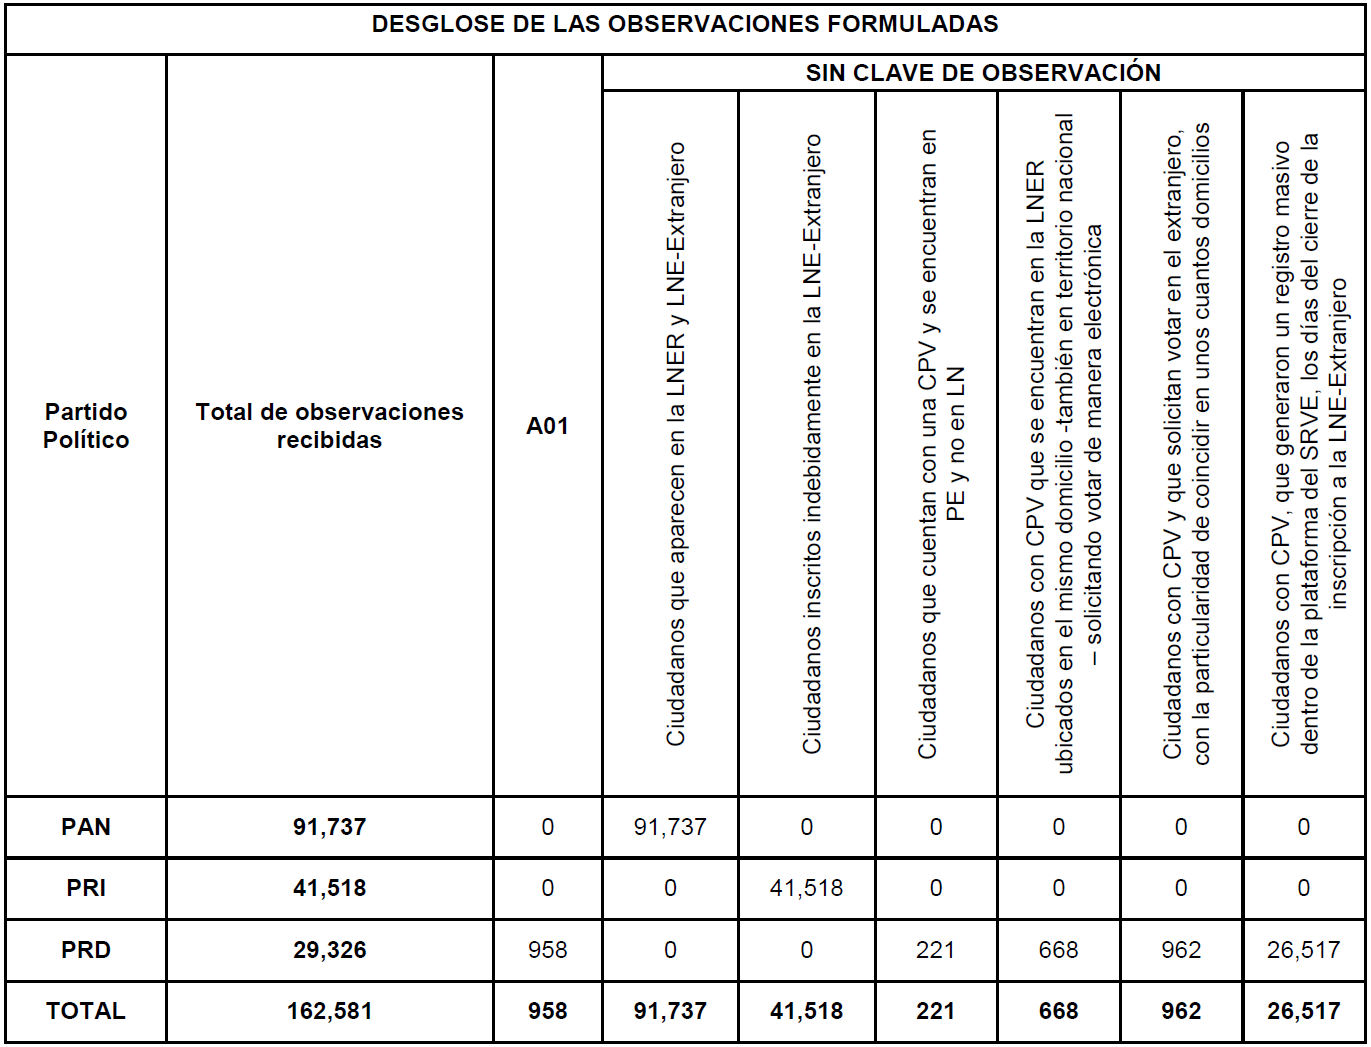 DESGLOSE DE LAS OBSERVACIONES FORMULADAS
Partido
Político
Total de observaciones
recibidas
A01
SIN CLAVE DE OBSERVACIÓN
Ciudadanos que aparecen en la LNER y LNE-Extranjero
Ciudadanos inscritos indebidamente en la LNE-Extranjero
Ciudadanos que cuentan con una CPV y se encuentran en
PE y no en LN
Ciudadanos con CPV que se encuentran en la LNER
ubicados en el mismo domicilio -también en territorio nacional
– solicitando votar de manera electrónica
Ciudadanos con CPV y que solicitan votar en el extranjero,
con la particularidad de coincidir en unos cuantos domicilios
Ciudadanos con CPV, que generaron un registro masivo
dentro de la plataforma del SRVE, los días del cierre de la
inscripción a la LNE-Extranjero
PAN 91,737 0 91,737 0 0 0 0 0
PRI 41,518 0 0 41,518 0 0 0 0
PRD 29,326 958 0 0 221 668 962 26,517
TOTAL 162,581 958 91,737 41,518 221 668 962 26,517